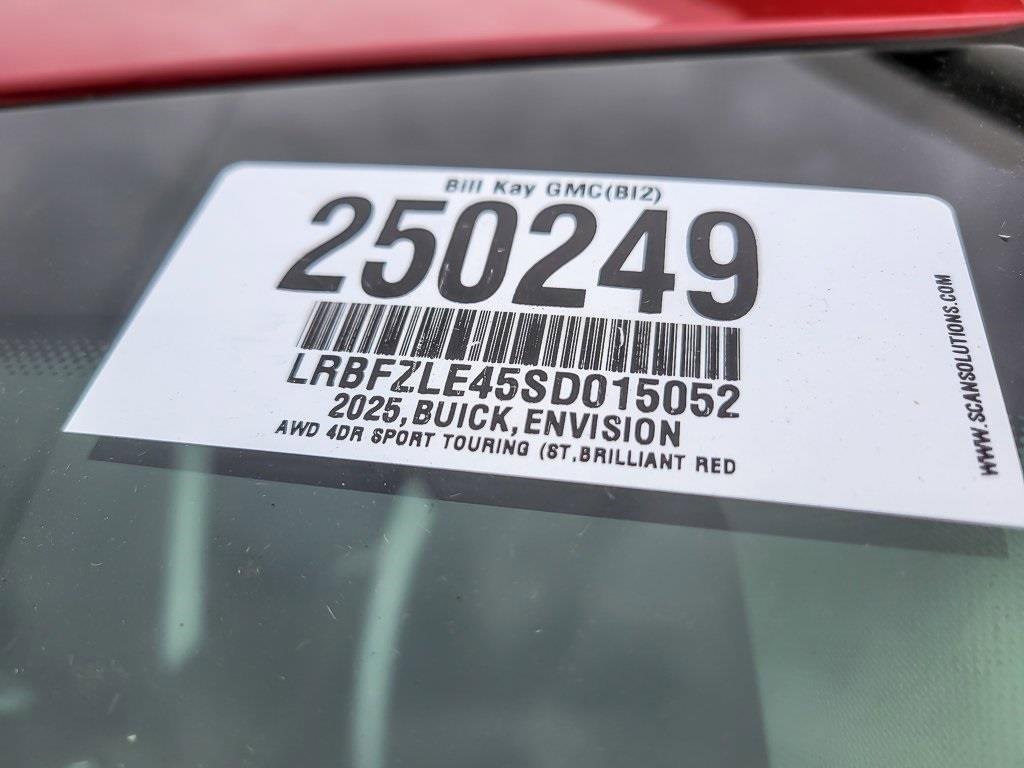 Bill Kay GMC(BI2)
250249
LRBFZLE45SD015052
2025,BUICK,ENVISION
AWD 4DR SPORT TOURING (ST,BRILLIANT RED
WWW.SCANSOLUTIONS.COM